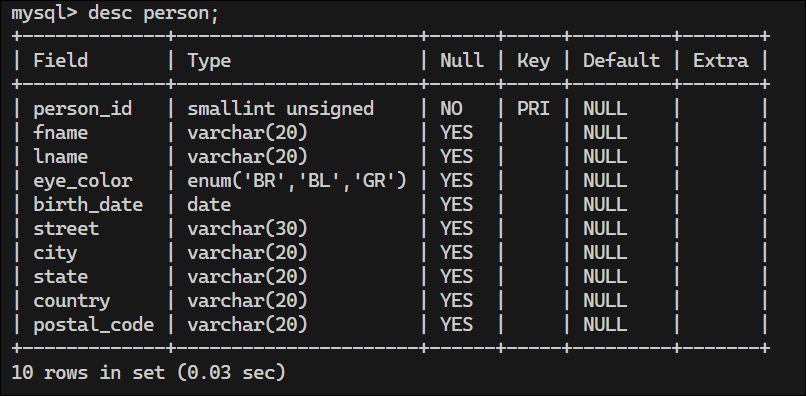 mysql> desc person;
+-------------+----------------------+------+-----+---------+-------+
| Field       | Type                 | Null | Key | Default | Extra |
+-------------+----------------------+------+-----+---------+-------+
| person_id   | smallint unsigned    | NO   | PRI | NULL    |       |
| fname       | varchar(20)          | YES  |     | NULL    |       |
| lname       | varchar(20)          | YES  |     | NULL    |       |
| eye_color   | enum('BR','BL','GR') | YES  |     | NULL    |       |
| birth_date  | date                 | YES  |     | NULL    |       |
| street      | varchar(30)          | YES  |     | NULL    |       |
| city        | varchar(20)          | YES  |     | NULL    |       |
| state       | varchar(20)          | YES  |     | NULL    |       |
| country     | varchar(20)          | YES  |     | NULL    |       |
| postal_code | varchar(20)          | YES  |     | NULL    |       |
+-------------+----------------------+------+-----+---------+-------+
10 rows in set (0.03 sec)